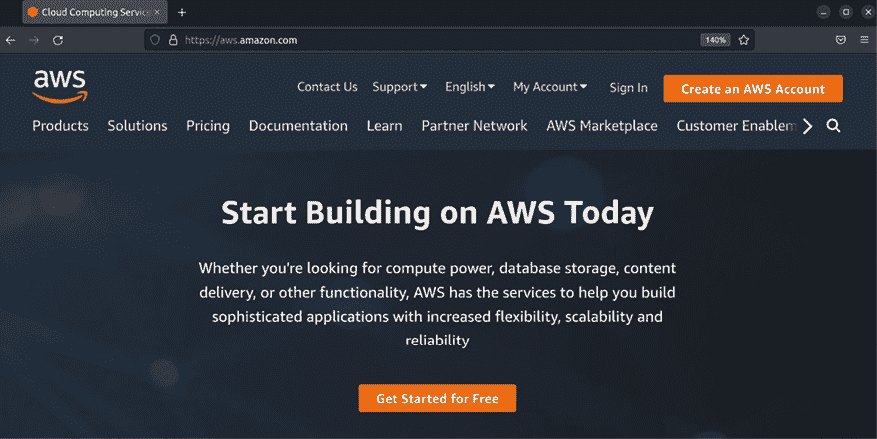 Cloud Computing Service
https://aws.amazon.com
140%
aws
Contact Us Support English My Account Sign In Create an AWS Account
Products Solutions Pricing Documentation Learn Partner Network AWS Marketplace Customer Enablem
Start Building on AWS Today
Whether you're looking for compute power, database storage, content
delivery, or other functionality, AWS has the services to help you build
sophisticated applications with increased flexibility, scalability and
reliability
Get Started for Free